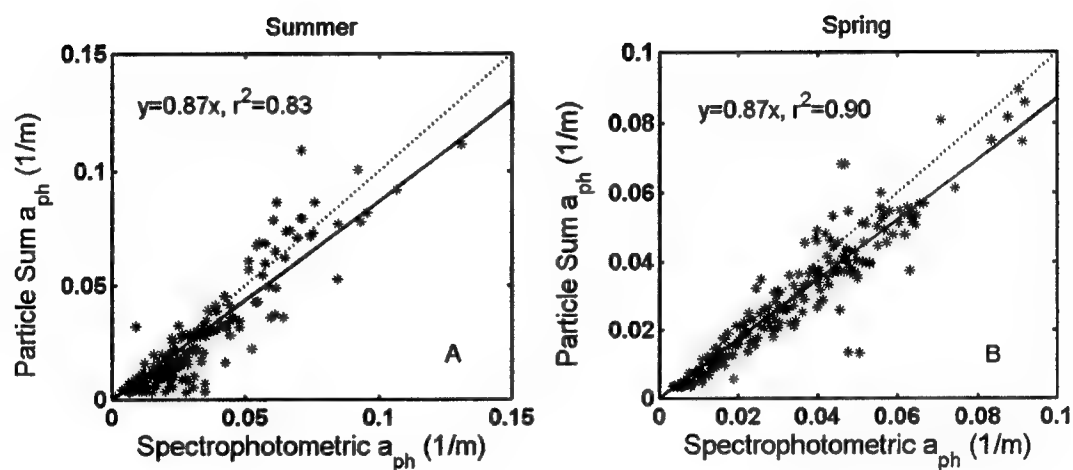 Summer
0.15
0.1
0.05
0
y=0.87x, r²=0.83
A
0 0.05 0.1 0.15
Particle Sum a_ph (1/m)
Spectrophotometric a_ph (1/m)
Spring
0.1
0.08
0.06
0.04
0.02
0
y=0.87x, r²=0.90
B
0 0.02 0.04 0.06 0.08 0.1
Particle Sum a_ph (1/m)
Spectrophotometric a_ph (1/m)